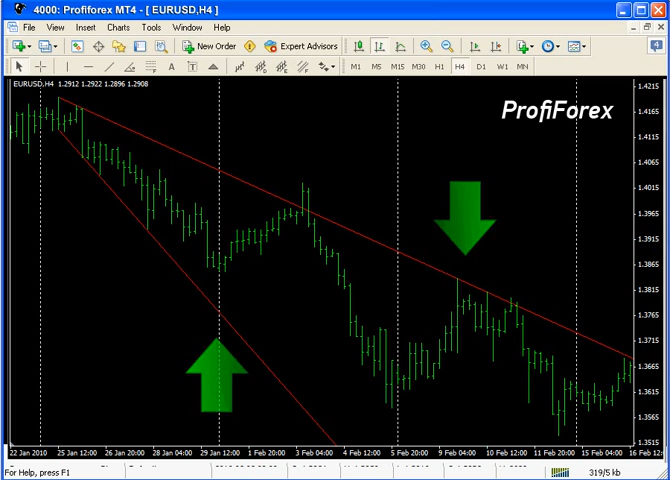 4000: Profiforex MT4 - [ EURUSD,H4 ]
File View Insert Charts Tools Window Help
New Order Expert Advisors 4
A T M1 M5 M15 M30 H1 H4 D1 W1 MN
EURUSD,H4 1.2912 1.2922 1.2896 1.2908
ProfiForex
1.4215
1.4165
1.4115
1.4065
1.4015
1.3965
1.3915
1.3865
1.3815
1.3765
1.3715
1.3665
1.3615
1.3565
1.3515
22 Jan 2010 25 Jan 12:00 26 Jan 20:00 28 Jan 04:00 29 Jan 12:00 1 Feb 20:00 3 Feb 04:00 4 Feb 12:00 5 Feb 20:00 9 Feb 04:00 10 Feb 12:00 11 Feb 20:00 15 Feb 04:00 16 Feb 12:00
For Help, press F1 319/5 kb